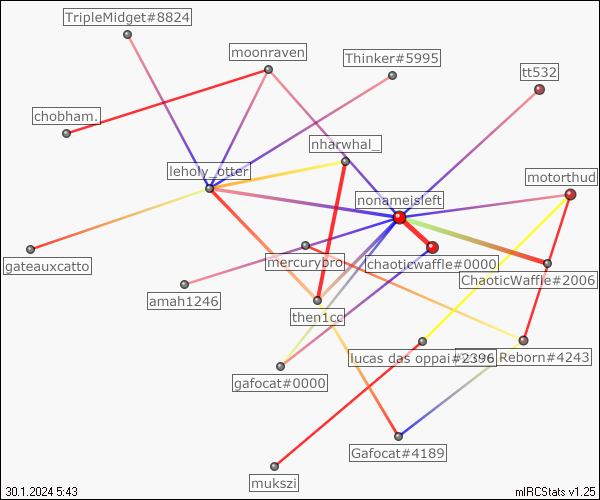 TripleMidget#8824
moonraven
Thinker#5995
tt532
chobham.
nharwhal_
leholy_otter
motorthud
nonameisleft
mercurypro
chaoticwaffle#0000
gateauxcatto
ChaoticWaffle#2006
amah1246
then1cc
lucas das oppai#2396
Reborn#4243
gafocat#0000
Gafocat#4189
mukszi
30.1.2024 5:43
mIRCStats v1.25